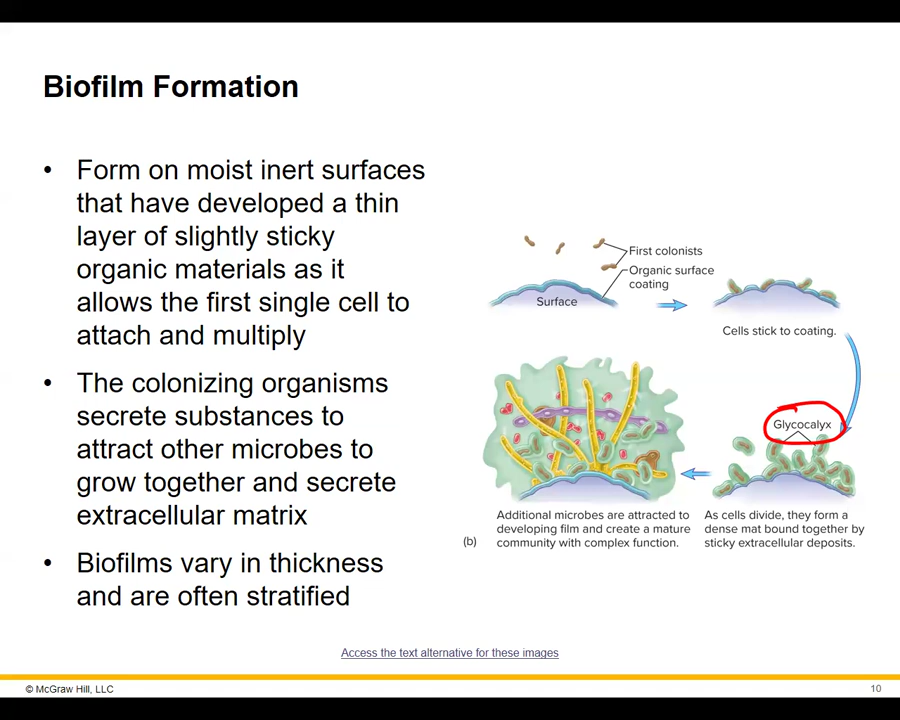 Biofilm Formation
• Form on moist inert surfaces
that have developed a thin
layer of slightly sticky
organic materials as it
allows the first single cell to
attach and multiply
• The colonizing organisms
secrete substances to
attract other microbes to
grow together and secrete
extracellular matrix
• Biofilms vary in thickness
and are often stratified
First colonists
Organic surface
coating
Surface
Cells stick to coating.
Glycocalyx
As cells divide, they form a
dense mat bound together by
sticky extracellular deposits.
Additional microbes are attracted to
developing film and create a mature
community with complex function.
(b)
Access the text alternative for these images
© McGraw Hill, LLC
10